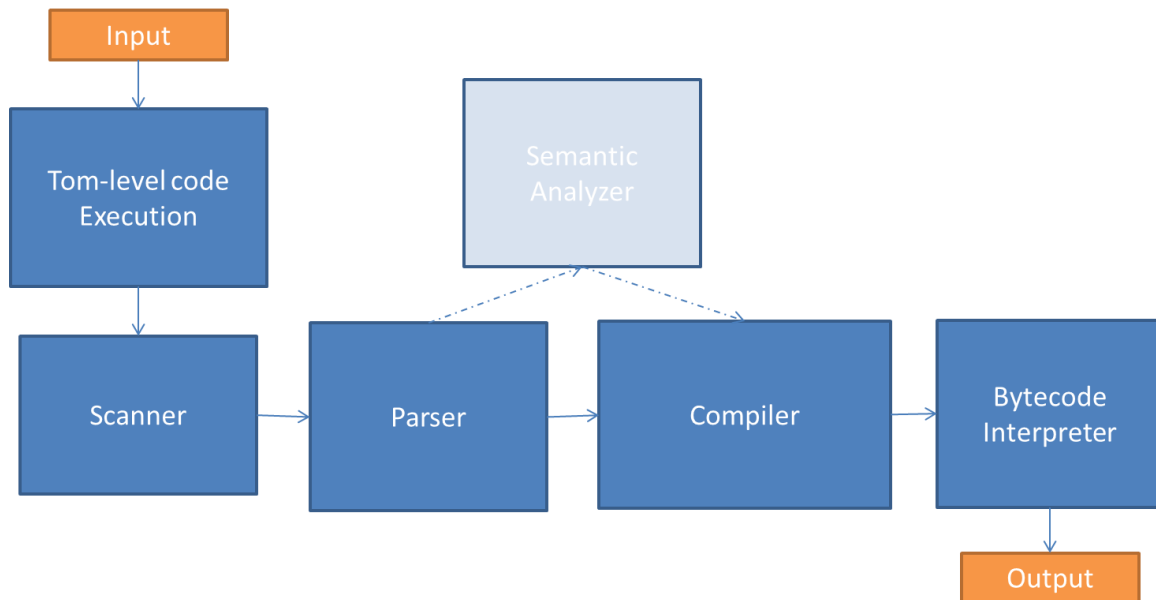 Input
Tom-level code
Execution
Semantic
Analyzer
Scanner
Parser
Compiler
Bytecode
Interpreter
Output